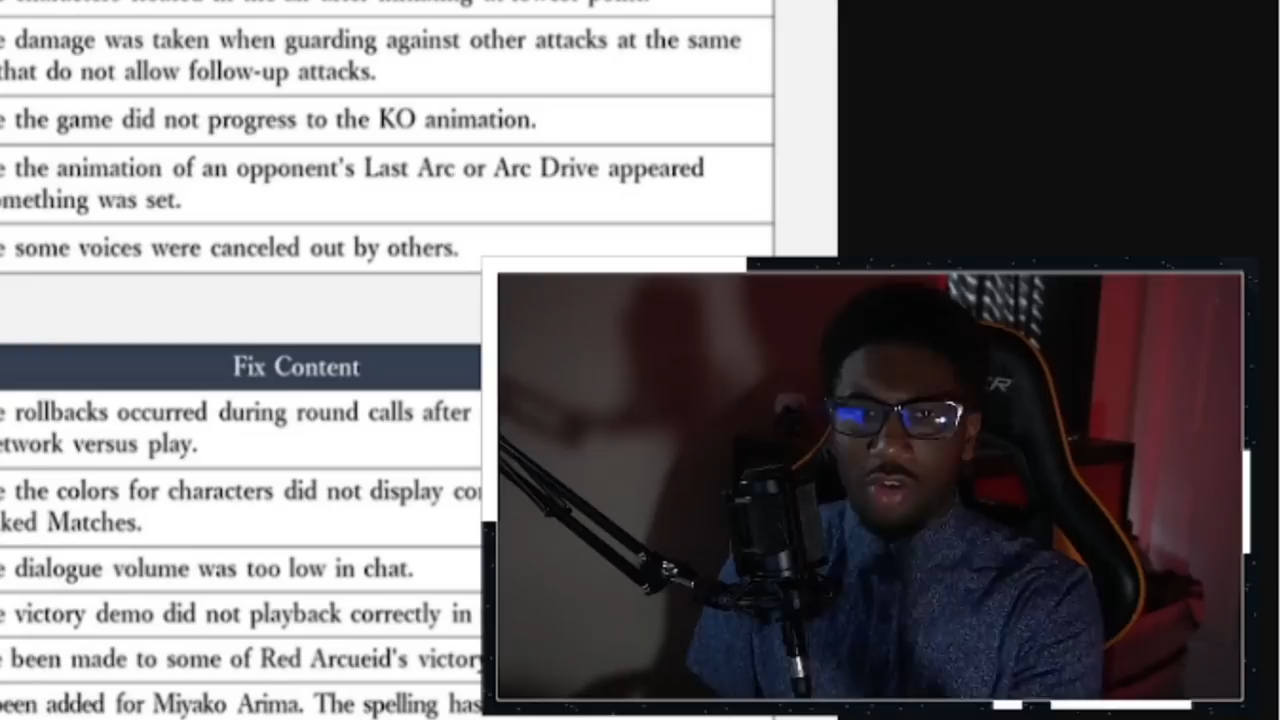 damage was taken when guarding against other attacks at the same
that do not allow follow-up attacks.
the game did not progress to the KO animation.
the animation of an opponent's Last Arc or Arc Drive appeared
omething was set.
some voices were canceled out by others.
Fix Content
rollbacks occurred during round calls after
etwork versus play.
the colors for characters did not display co
ked Matches.
dialogue volume was too low in chat.
victory demo did not playback correctly in
been made to some of Red Arcueid's victory
been added for Miyako Arima. The spelling has